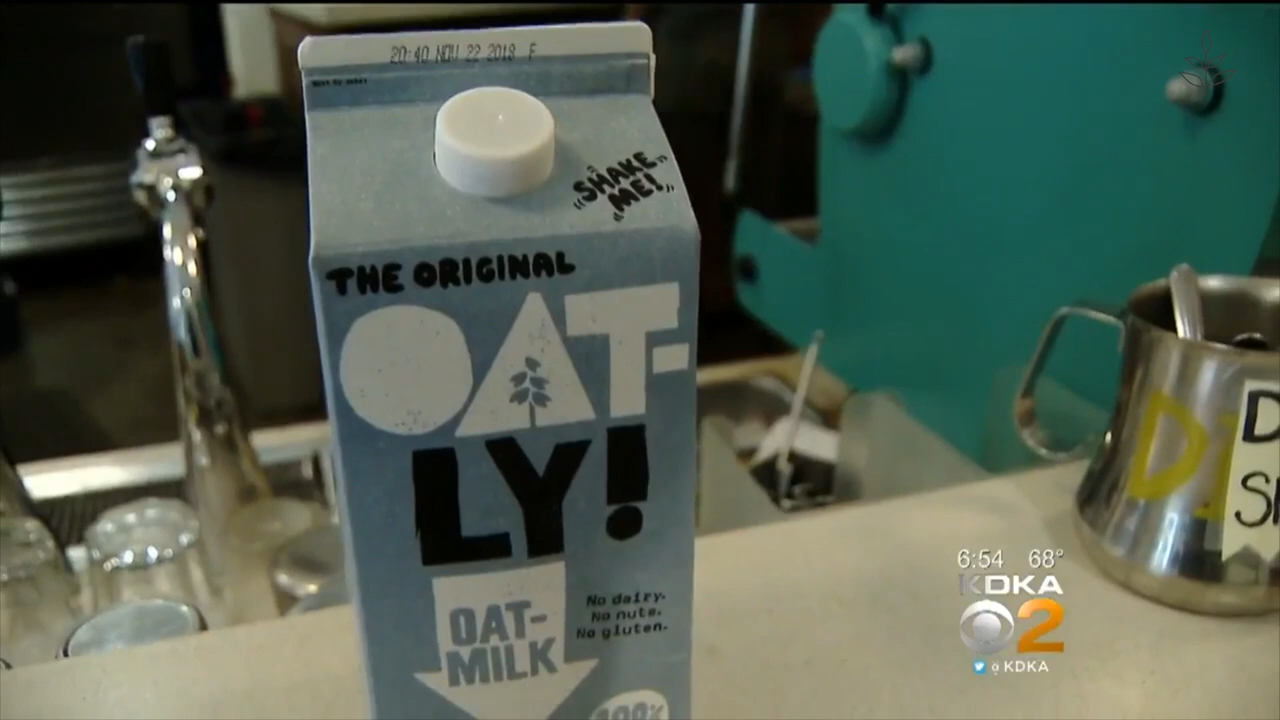 20:40 NOV 22 2018 F
"SHAKE
ME!"
THE ORIGINAL
OAT-
LY!
OAT-
MILK
No dairy.
No nuts.
No gluten.
100%
D
6:54 68°
KDKA
2
@KDKA